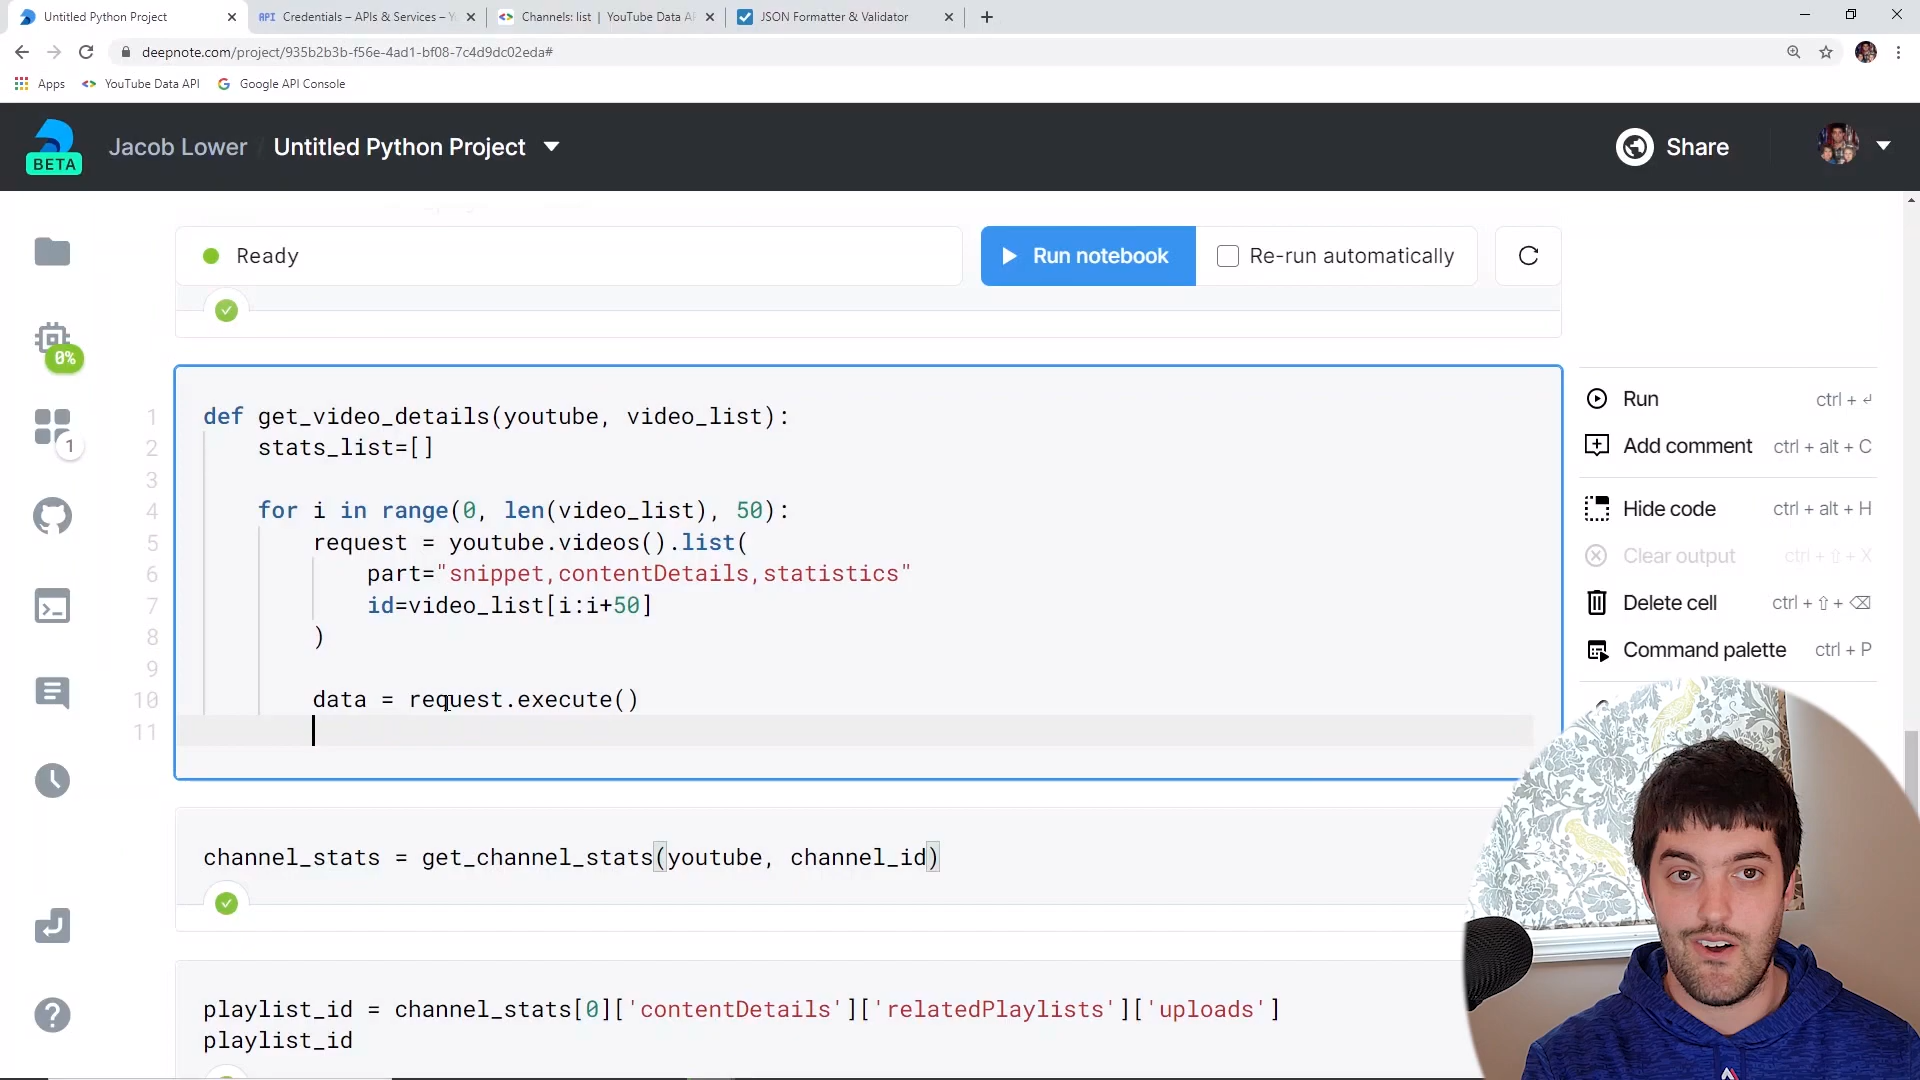 Untitled Python Project
API Credentials – APIs & Services – Y
Channels: list | YouTube Data A
JSON Formatter & Validator
deepnote.com/project/935b2b3b-f56e-4ad1-bf08-7c4d9dc02eda#
Apps YouTube Data API Google API Console
BETA
Jacob Lower / Untitled Python Project
Share
Ready
Run notebook
Re-run automatically
0%
1
1 def get_video_details(youtube, video_list):
2 stats_list=[]
3
4 for i in range(0, len(video_list), 50):
5 request = youtube.videos().list(
6 part="snippet,contentDetails,statistics"
7 id=video_list[i:i+50]
8 )
9
10 data = request.execute()
11
Run ctrl + ↵
Add comment ctrl + alt + C
Hide code ctrl + alt + H
Clear output ctrl + ⇧ + X
Delete cell ctrl + ⇧ + ⌫
Command palette ctrl + P
channel_stats = get_channel_stats(youtube, channel_id)
playlist_id = channel_stats[0]['contentDetails']['relatedPlaylists']['uploads']
playlist_id